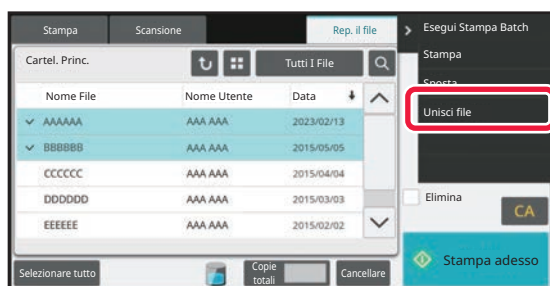 Stampa Scansione Rep. il file
Cartel. Princ. Tutti I File
Nome File Nome Utente Data
AAAAAA AAA AAA 2023/02/13
BBBBBB AAA AAA 2015/05/05
CCCCCC AAA AAA 2015/04/04
DDDDDD AAA AAA 2015/03/03
EEEEEE AAA AAA 2015/02/02
Selezionare tutto
Copie
totali
Cancellare
Esegui Stampa Batch
Stampa
Sposta
Unisci file
Elimina
CA
Stampa adesso